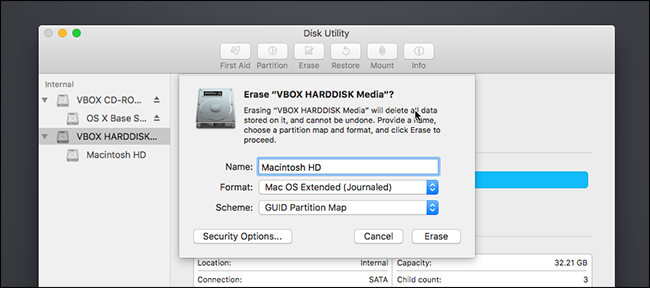 Disk Utility
First Aid Partition Erase Restore Mount Info
Internal
VBOX CD-RO...
OS X Base S...
VBOX HARDDISK...
Macintosh HD
Erase “VBOX HARDDISK Media”?
Erasing “VBOX HARDDISK Media” will delete all data
stored on it, and cannot be undone. Provide a name,
choose a partition map and format, and click Erase to
proceed.
Name: Macintosh HD
Format: Mac OS Extended (Journaled)
Scheme: GUID Partition Map
Security Options... Cancel Erase
Location: Internal Capacity: 32.21 GB
Connection: SATA Child count: 3